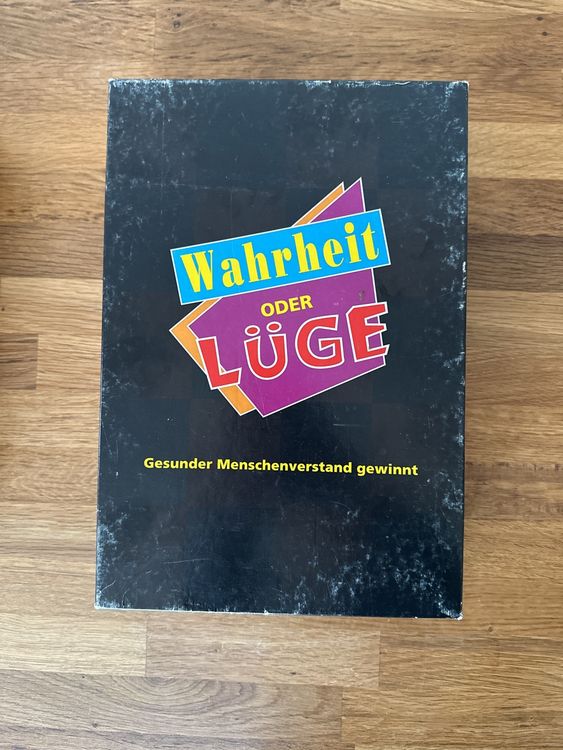 Wahrheit
ODER
LÜGE
Gesunder Menschenverstand gewinnt